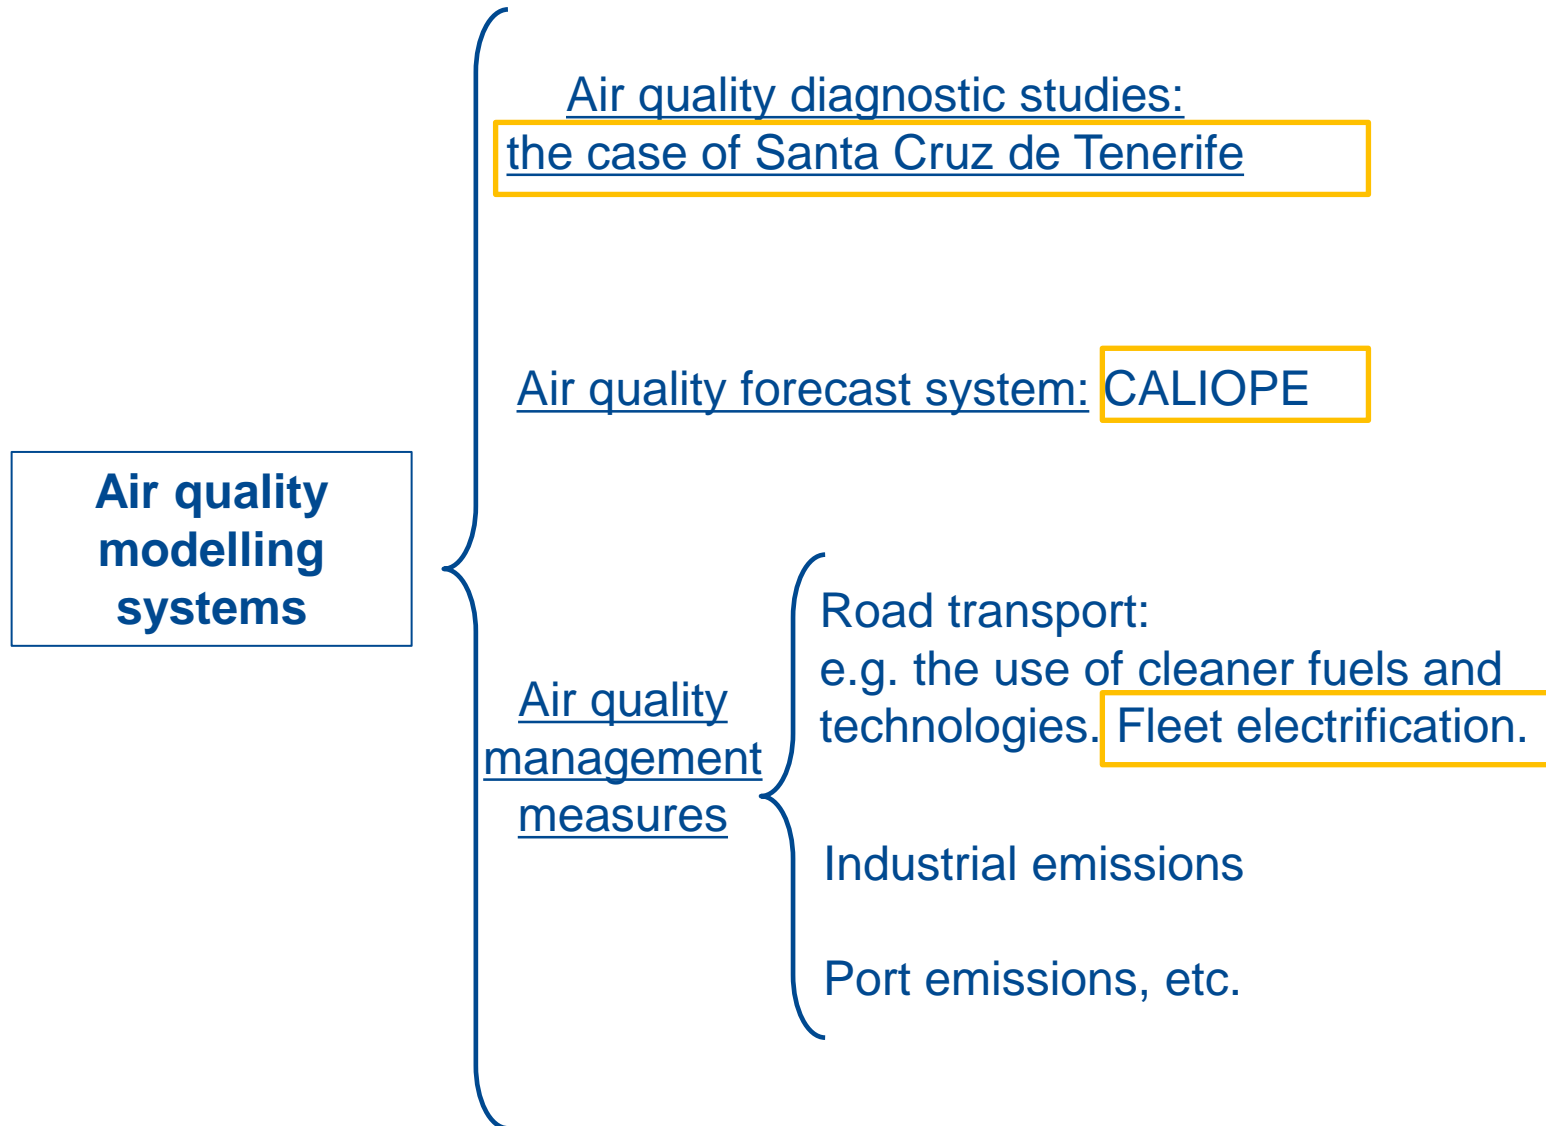 Air quality diagnostic studies:
the case of Santa Cruz de Tenerife
Air quality forecast system: CALIOPE
Air quality
modelling
systems
Air quality
management
measures
Road transport:
e.g. the use of cleaner fuels and
technologies. Fleet electrification.
Industrial emissions
Port emissions, etc.